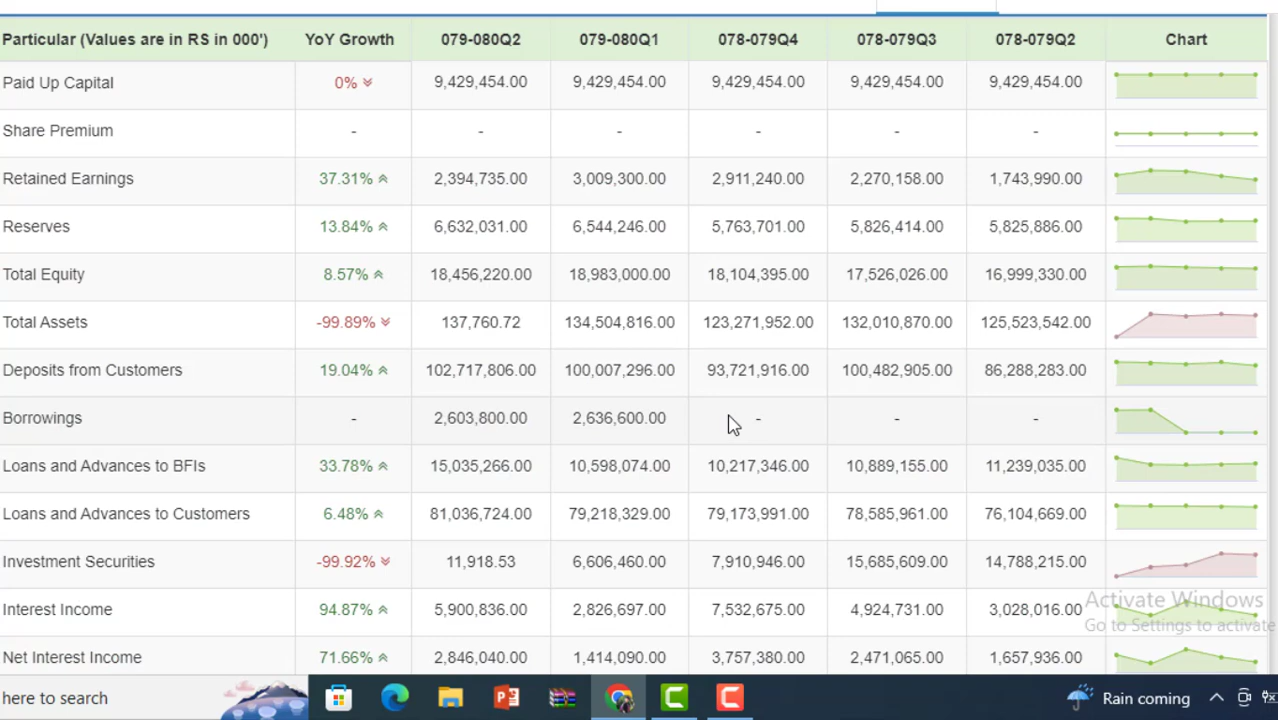 Particular (Values are in RS in 000') YoY Growth 079-080Q2 079-080Q1 078-079Q4 078-079Q3 078-079Q2 Chart
Paid Up Capital 0% 9,429,454.00 9,429,454.00 9,429,454.00 9,429,454.00 9,429,454.00
Share Premium - - - - - -
Retained Earnings 37.31% 2,394,735.00 3,009,300.00 2,911,240.00 2,270,158.00 1,743,990.00
Reserves 13.84% 6,632,031.00 6,544,246.00 5,763,701.00 5,826,414.00 5,825,886.00
Total Equity 8.57% 18,456,220.00 18,983,000.00 18,104,395.00 17,526,026.00 16,999,330.00
Total Assets -99.89% 137,760.72 134,504,816.00 123,271,952.00 132,010,870.00 125,523,542.00
Deposits from Customers 19.04% 102,717,806.00 100,007,296.00 93,721,916.00 100,482,905.00 86,288,283.00
Borrowings - 2,603,800.00 2,636,600.00 - - -
Loans and Advances to BFIs 33.78% 15,035,266.00 10,598,074.00 10,217,346.00 10,889,155.00 11,239,035.00
Loans and Advances to Customers 6.48% 81,036,724.00 79,218,329.00 79,173,991.00 78,585,961.00 76,104,669.00
Investment Securities -99.92% 11,918.53 6,606,460.00 7,910,946.00 15,685,609.00 14,788,215.00
Interest Income 94.87% 5,900,836.00 2,826,697.00 7,532,675.00 4,924,731.00 3,028,016.00
Activate Windows
Go to Settings to activate
Net Interest Income 71.66% 2,846,040.00 1,414,090.00 3,757,380.00 2,471,065.00 1,657,936.00
here to search Rain coming